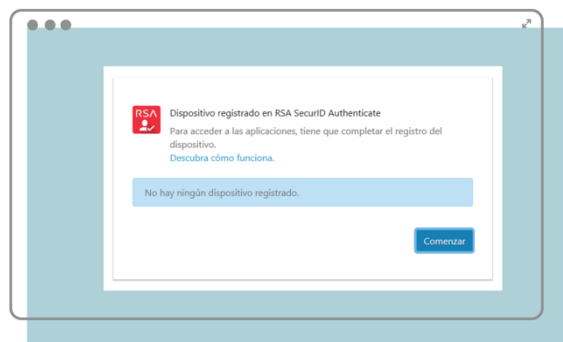 RSA
Dispositivo registrado en RSA SecurID Authenticate
Para acceder a las aplicaciones, tiene que completar el registro del
dispositivo.
Descubra cómo funciona.
No hay ningún dispositivo registrado.
Comenzar